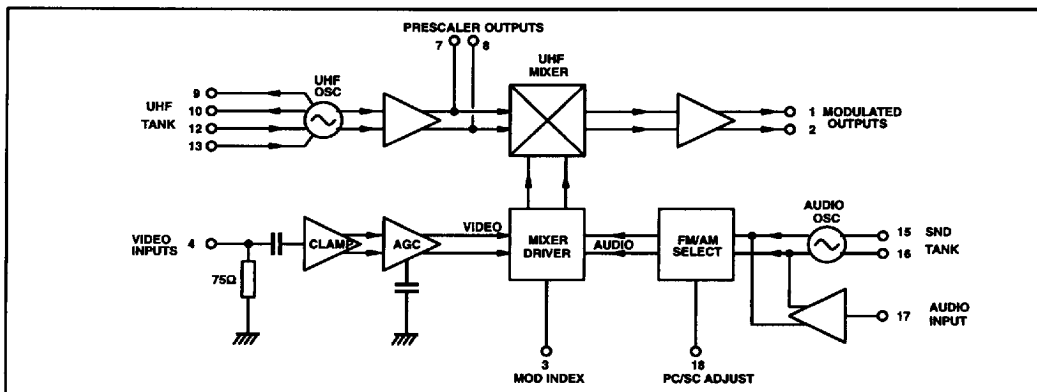 PRESCALER OUTPUTS
7 8
UHF
OSC
UHF
MIXER
9
10
12
13
UHF
TANK
1 MODULATED
2 OUTPUTS
VIDEO
INPUTS
4
75Ω
CLAMP
AGC
VIDEO
MIXER
DRIVER
AUDIO
FM/AM
SELECT
AUDIO
OSC
15 SND
16 TANK
17 AUDIO
INPUT
3
MOD INDEX
18
PC/SC ADJUST